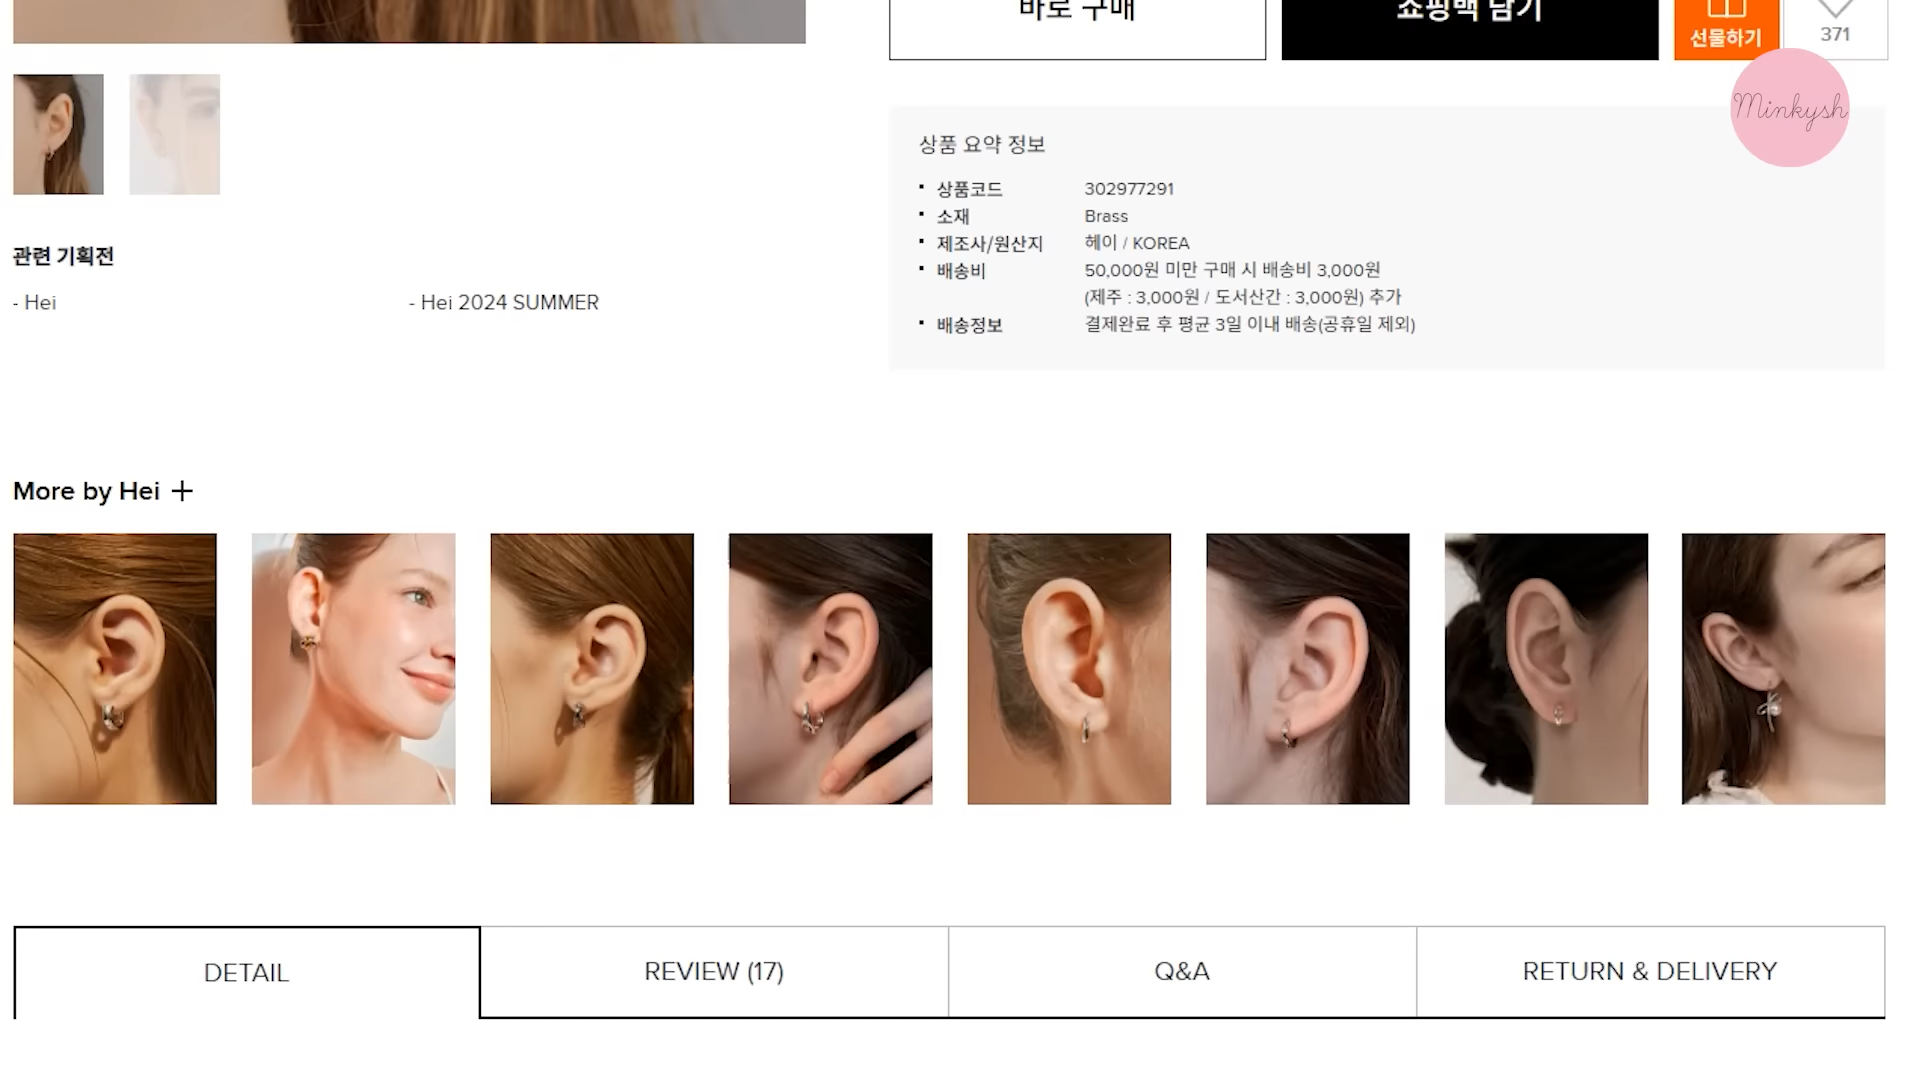 바로 구매
쇼핑백 담기
선물하기
371
Minkysh
상품 요약 정보
상품코드 302977291
소재 Brass
제조사/원산지 헤이 / KOREA
배송비 50,000원 미만 구매 시 배송비 3,000원
(제주 : 3,000원 / 도서산간 : 3,000원) 추가
배송정보 결제완료 후 평균 3일 이내 배송(공휴일 제외)
관련 기획전
- Hei
- Hei 2024 SUMMER
More by Hei +
DETAIL
REVIEW (17)
Q&A
RETURN & DELIVERY